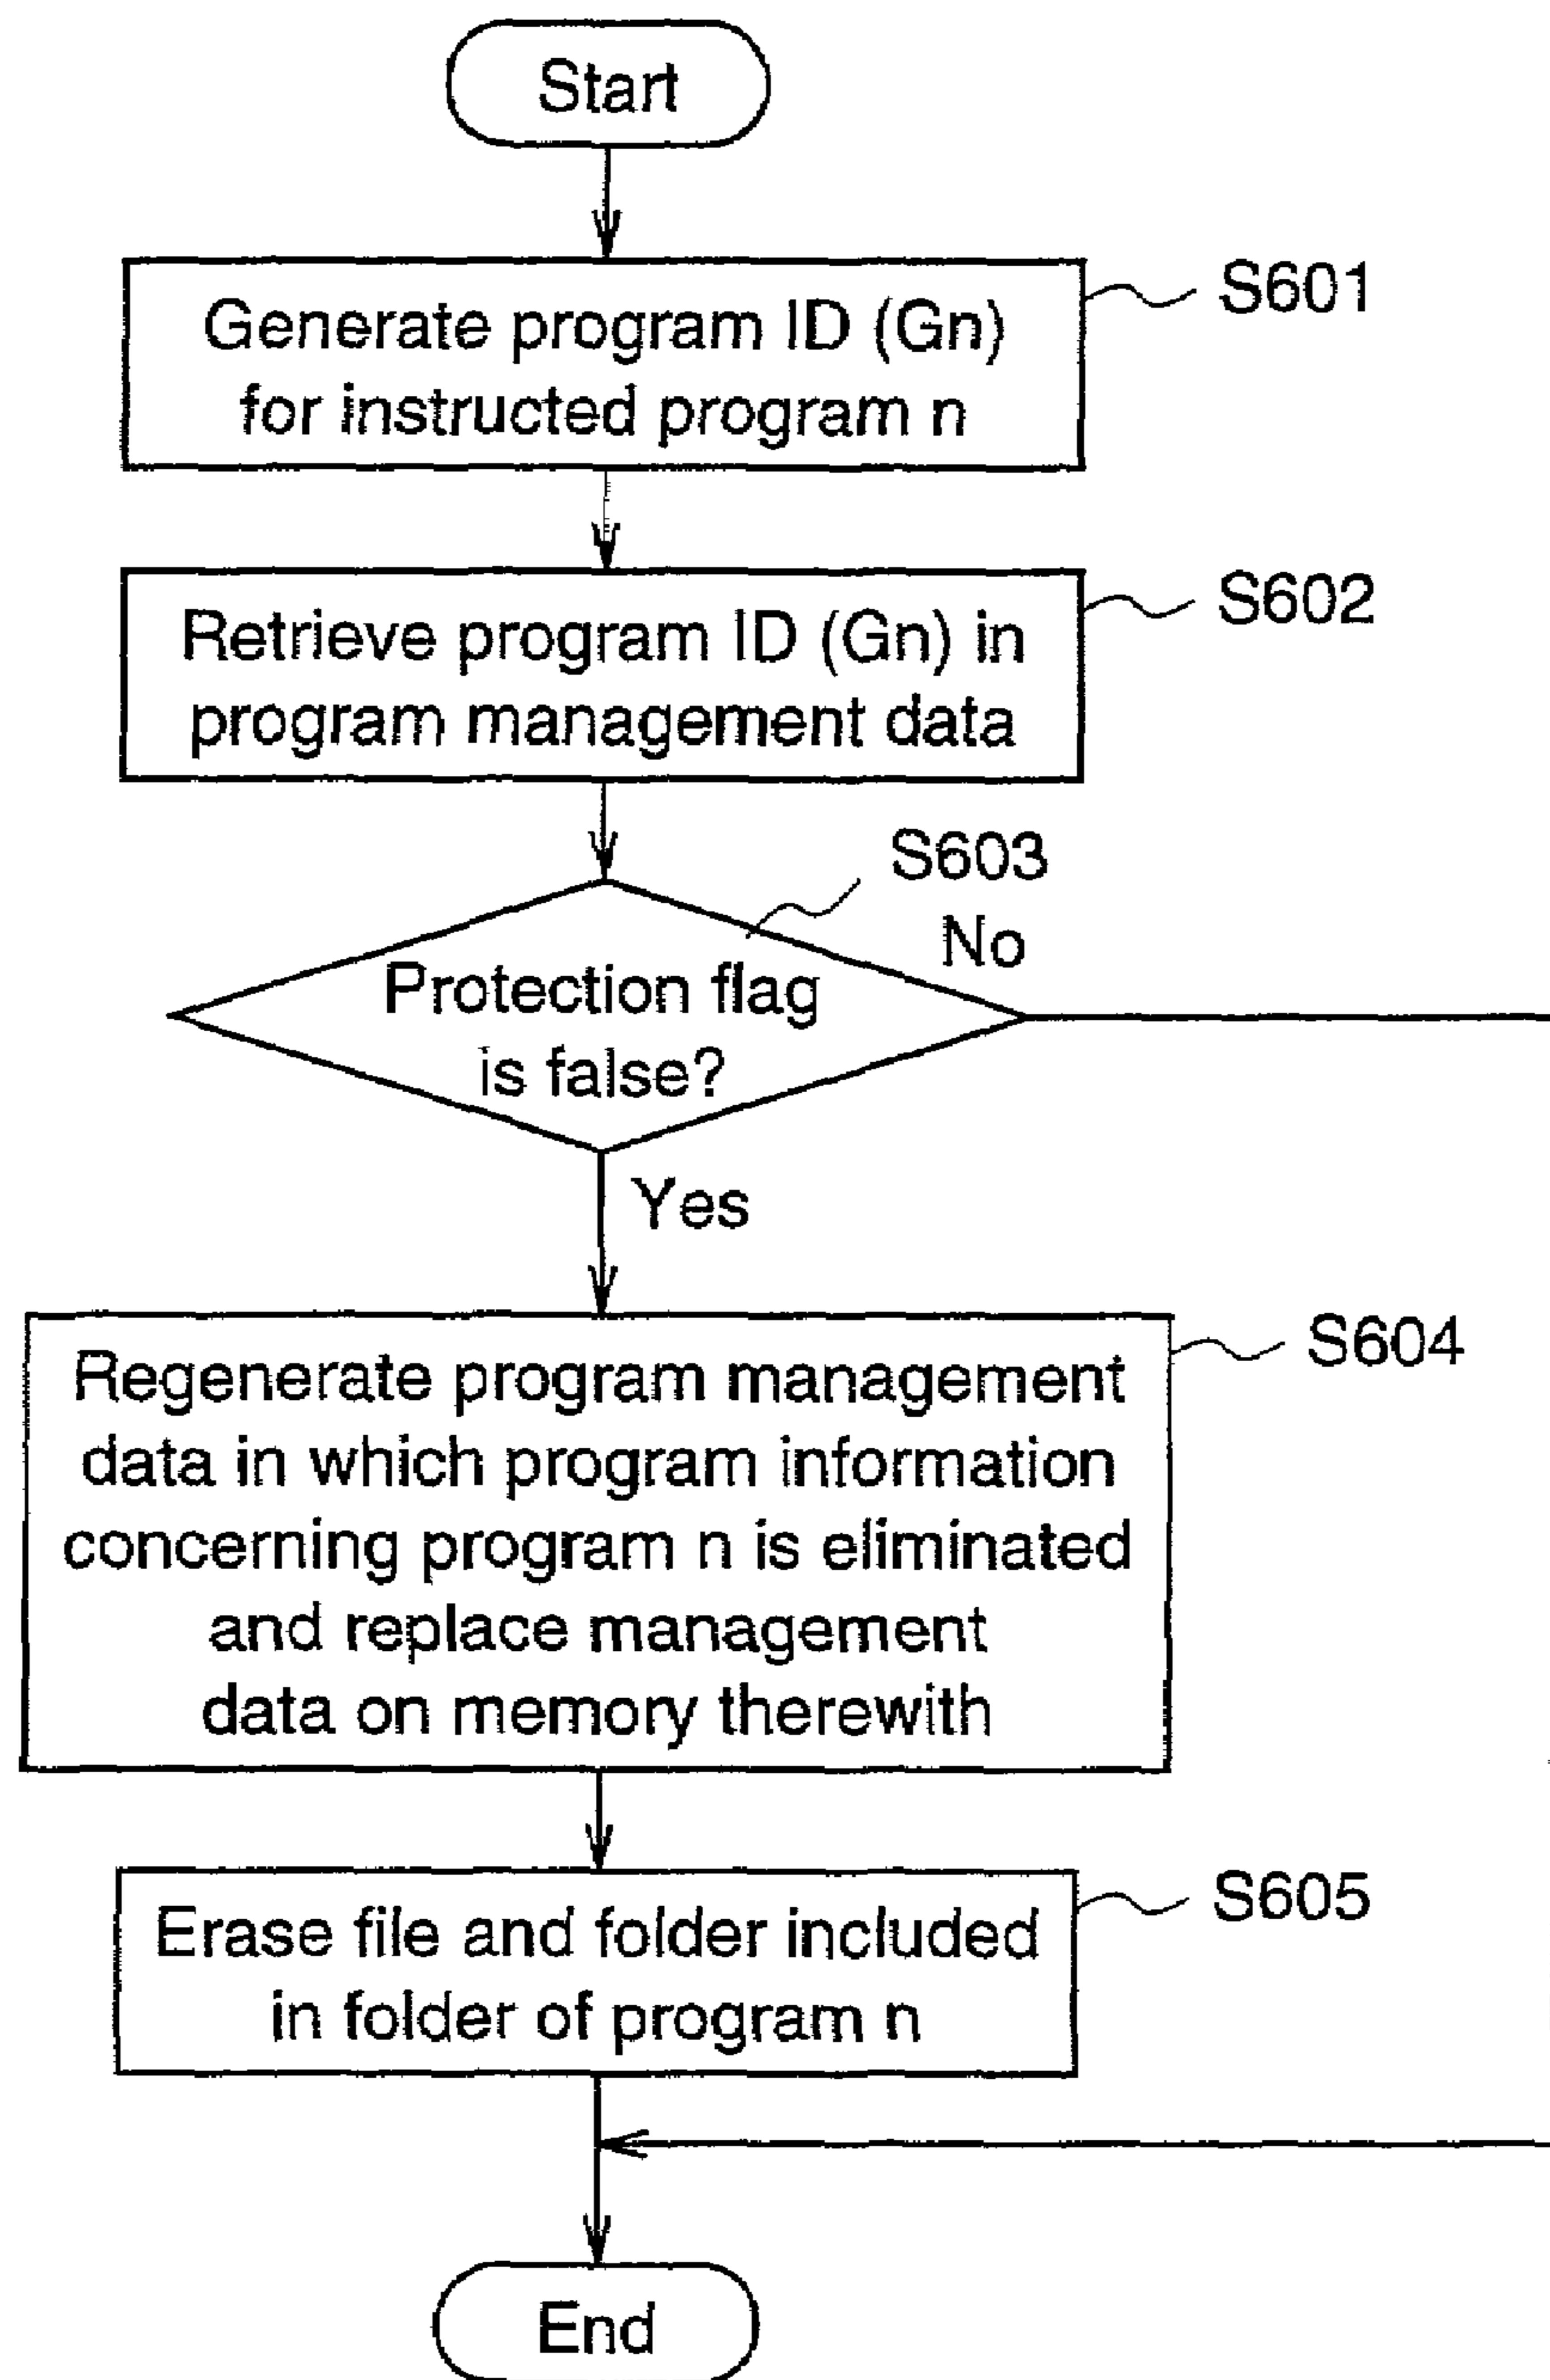 Start
Generate program ID (Gn)
for instructed program n
S601
Retrieve program ID (Gn) in
program management data
S602
S603
Protection flag
is false?
No
Yes
Regenerate program management
data in which program information
concerning program n is eliminated
and replace management
data on memory therewith
S604
Erase file and folder included
in folder of program n
S605
End